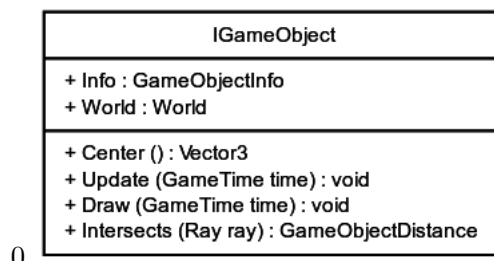 IGameObject
+ Info : GameObjectInfo
+ World : World
+ Center () : Vector3
+ Update (GameTime time) : void
+ Draw (GameTime time) : void
+ Intersects (Ray ray) : GameObjectDistance
0